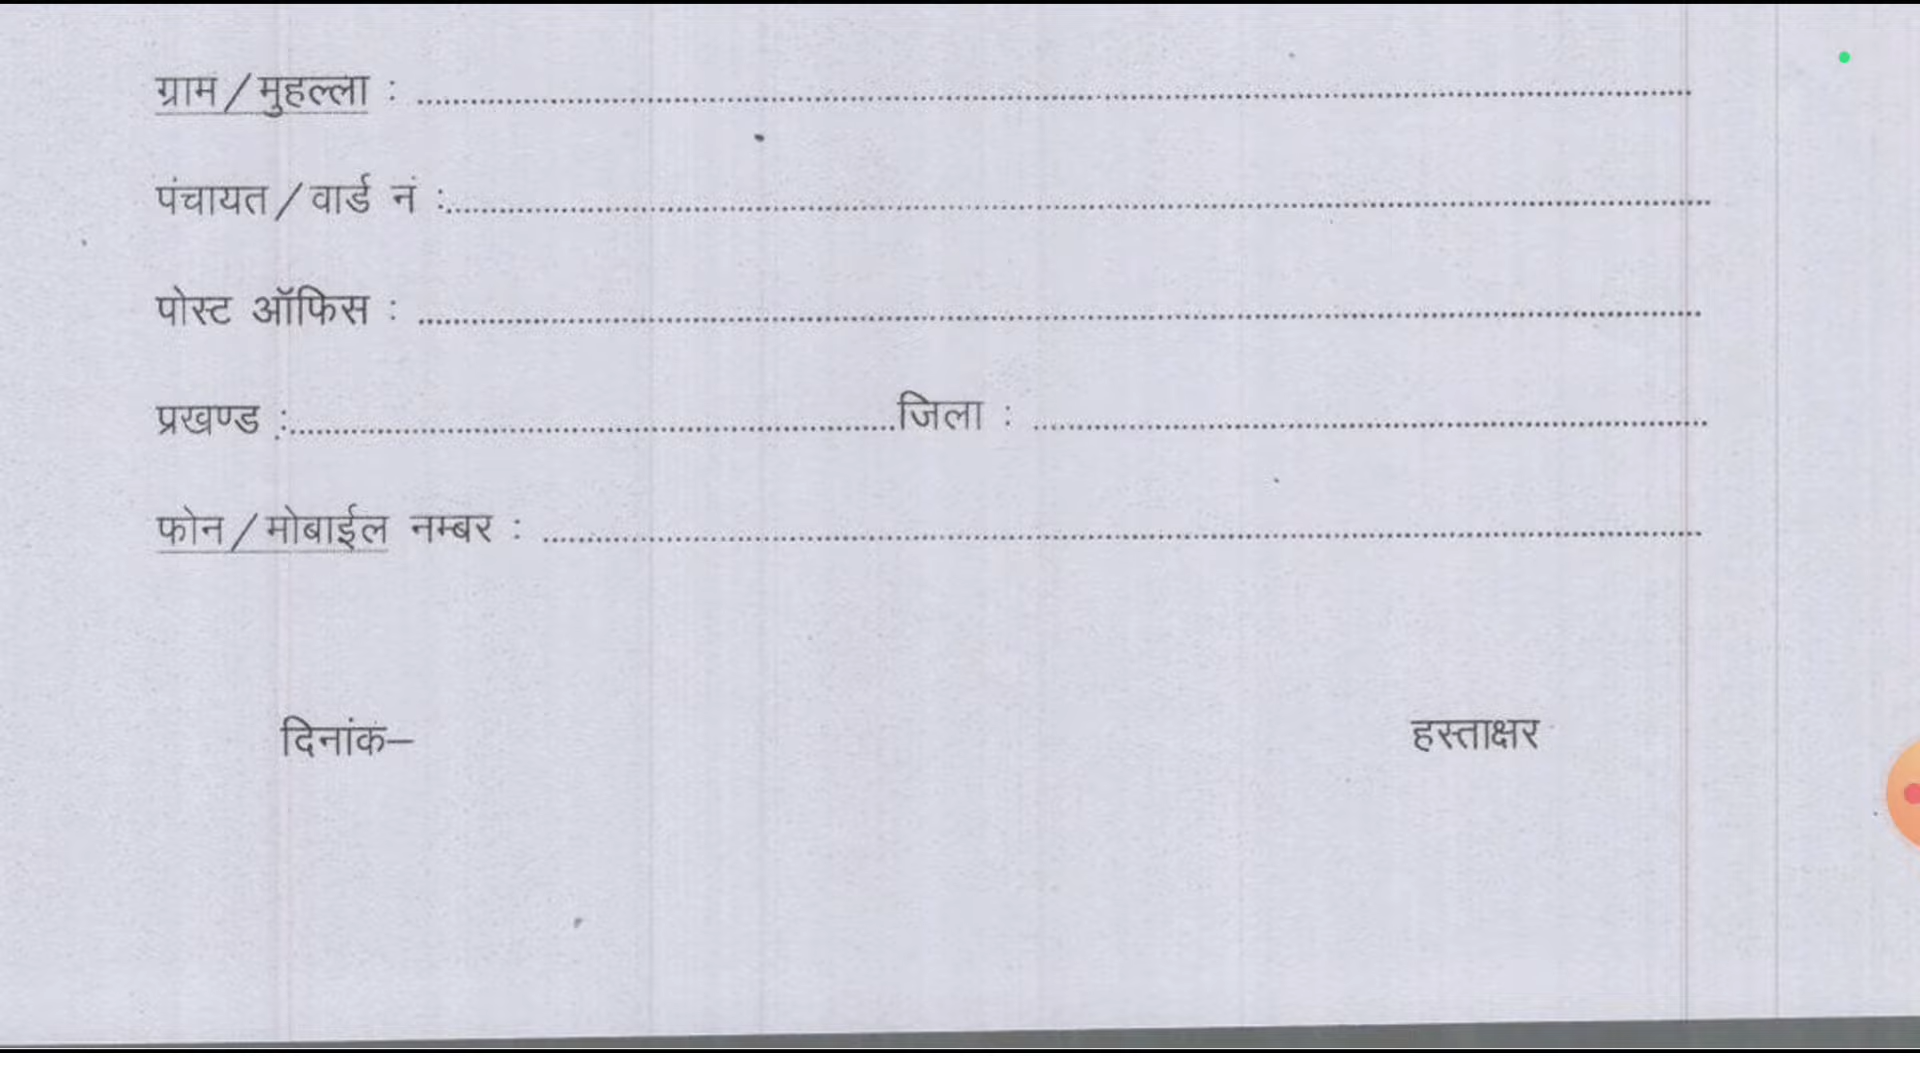 ग्राम/मुहल्ला : ........................................................................
पंचायत/वार्ड नं :........................................................................
पोस्ट ऑफिस : ........................................................................
प्रखण्ड :........................................जिला : ........................................
फोन/मोबाईल नम्बर : ................................................................
दिनांक– हस्ताक्षर